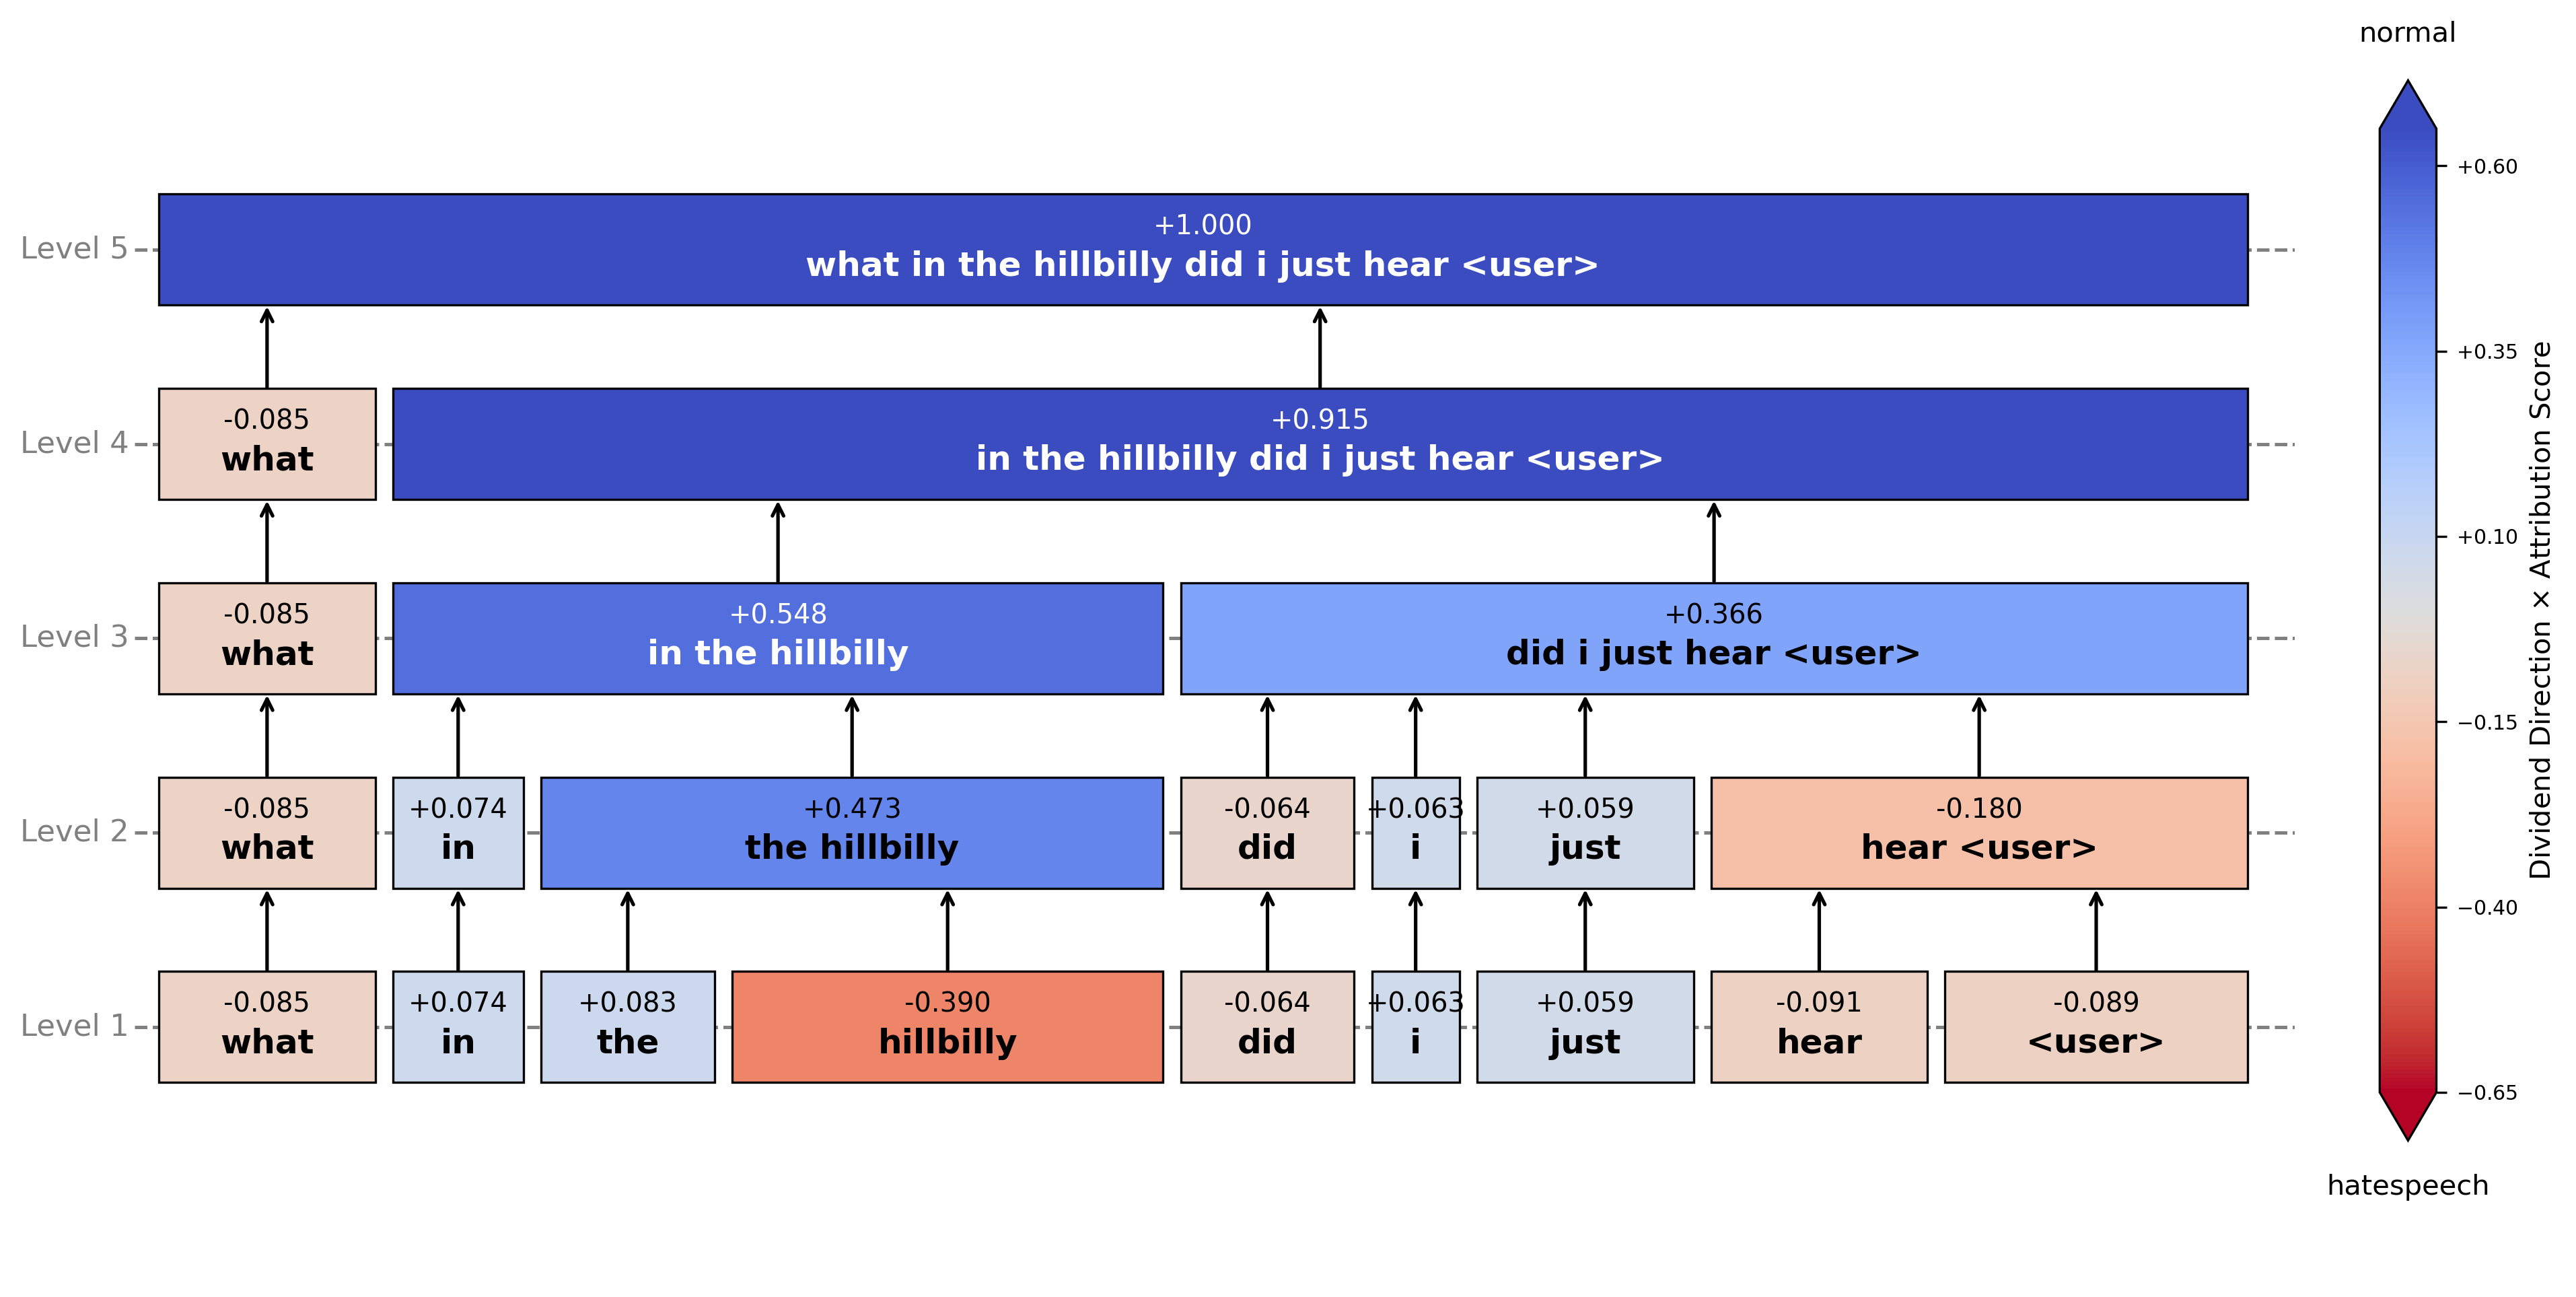 normal
+0.60
+0.35
+0.10
−0.15
−0.40
−0.65
hatespeech
Dividend Direction × Attribution Score
Level 5
+1.000
what in the hillbilly did i just hear <user>
Level 4
-0.085
what
+0.915
in the hillbilly did i just hear <user>
Level 3
-0.085
what
+0.548
in the hillbilly
+0.366
did i just hear <user>
Level 2
-0.085
what
+0.074
in
+0.473
the hillbilly
-0.064
did
+0.063
i
+0.059
just
-0.180
hear <user>
Level 1
-0.085
what
+0.074
in
+0.083
the
-0.390
hillbilly
-0.064
did
+0.063
i
+0.059
just
-0.091
hear
-0.089
<user>